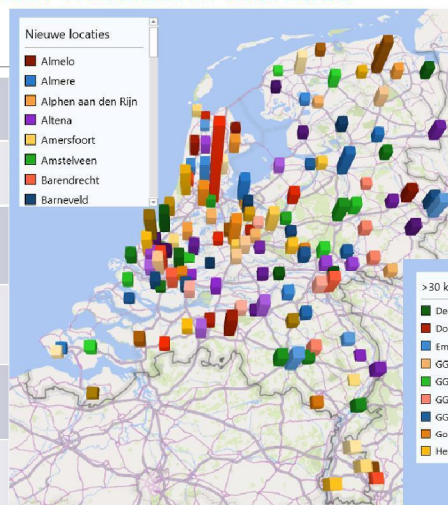 Nieuwe locaties
Almelo
Almere
Alphen aan den Rijn
Altena
Amersfoort
Amstelveen
Barendrecht
Barneveld
>30 k
De
Do
Em
GG
GG
GG
GG
Go
He